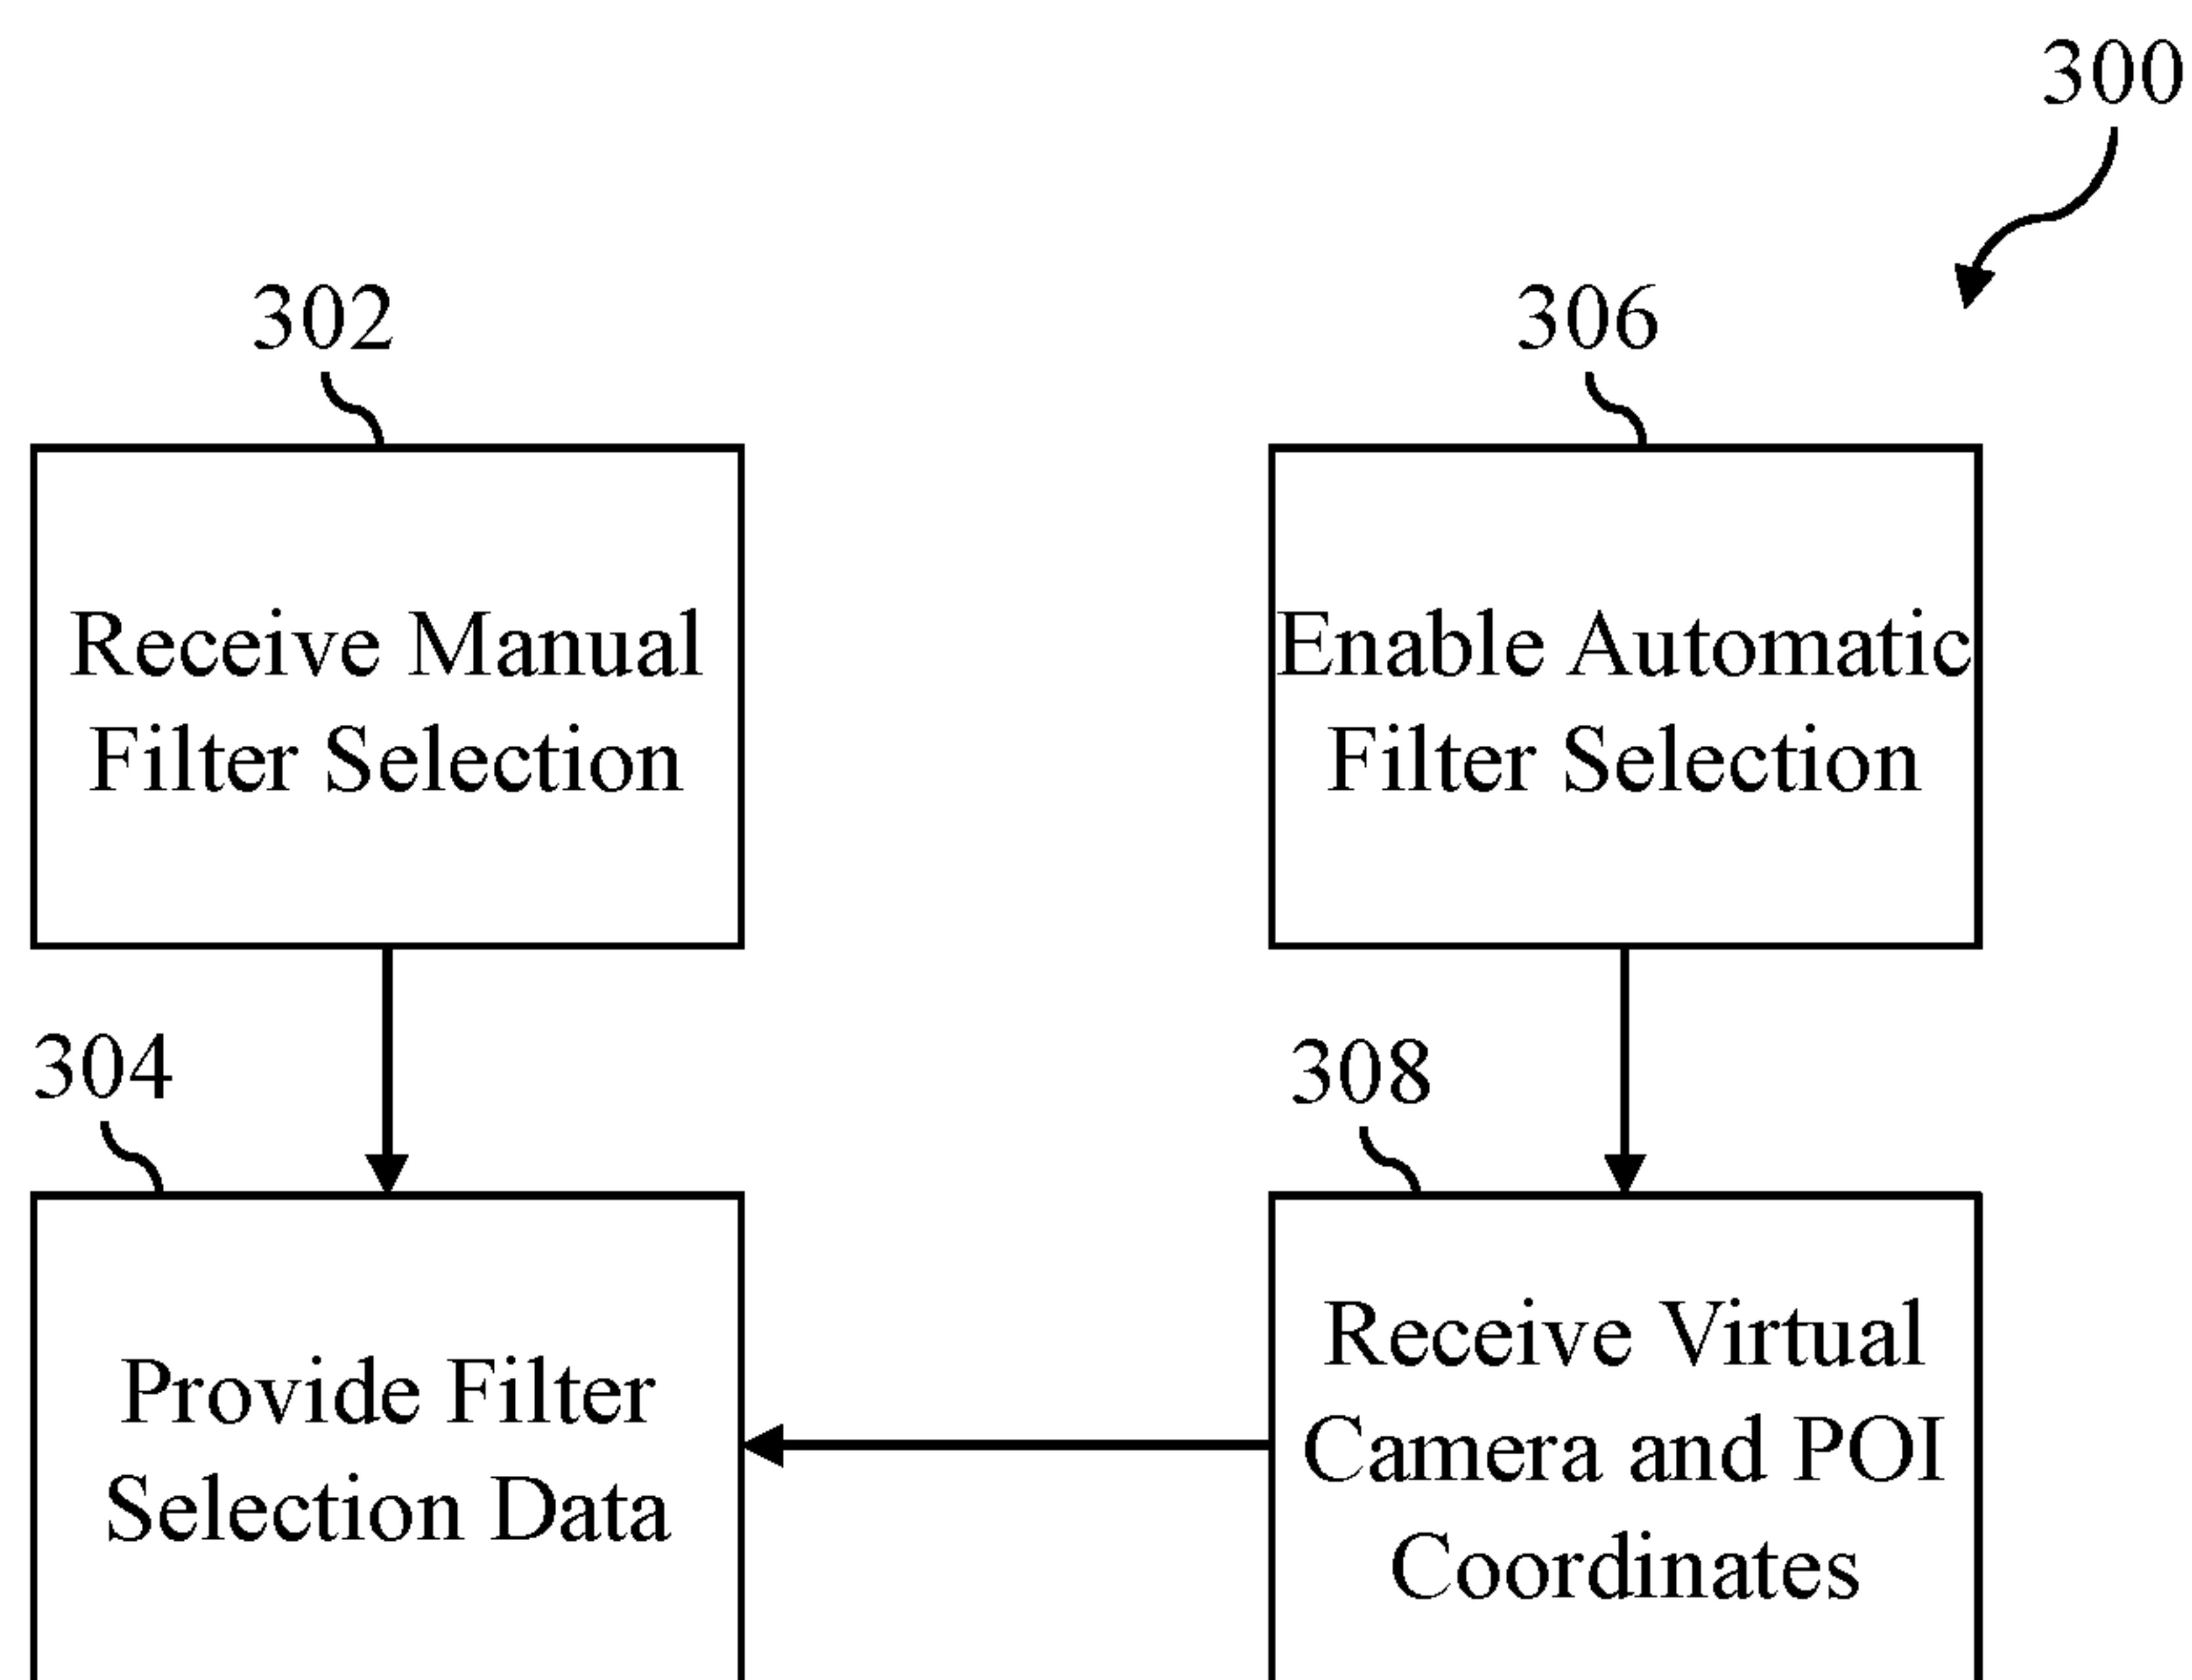 300
302
306
Receive Manual
Filter Selection
Enable Automatic
Filter Selection
304
308
Provide Filter
Selection Data
Receive Virtual
Camera and POI
Coordinates